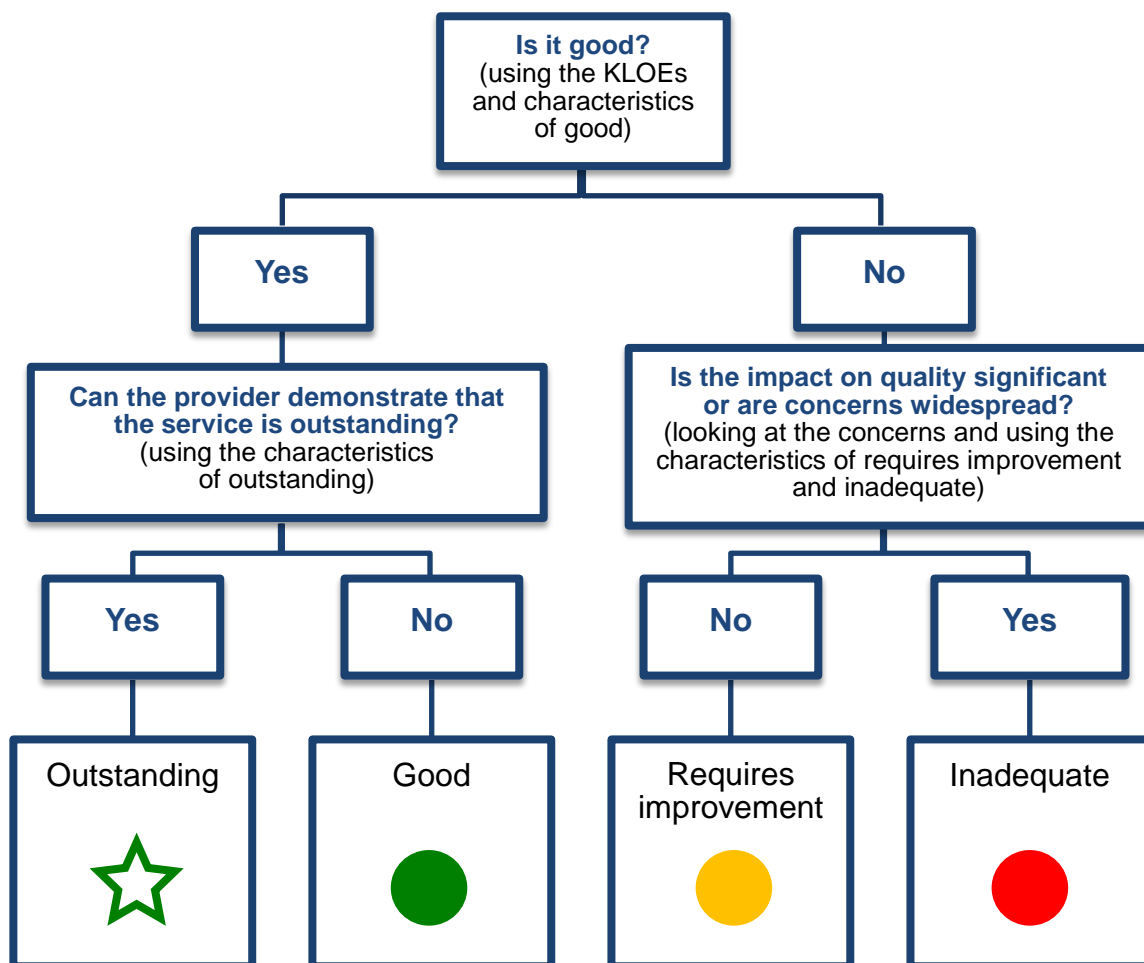 Is it good?
(using the KLOEs
and characteristics
of good)
Yes
No
Can the provider demonstrate that
the service is outstanding?
(using the characteristics
of outstanding)
Is the impact on quality significant
or are concerns widespread?
(looking at the concerns and using the
characteristics of requires improvement
and inadequate)
Yes
No
No
Yes
Outstanding
Good
Requires
improvement
Inadequate